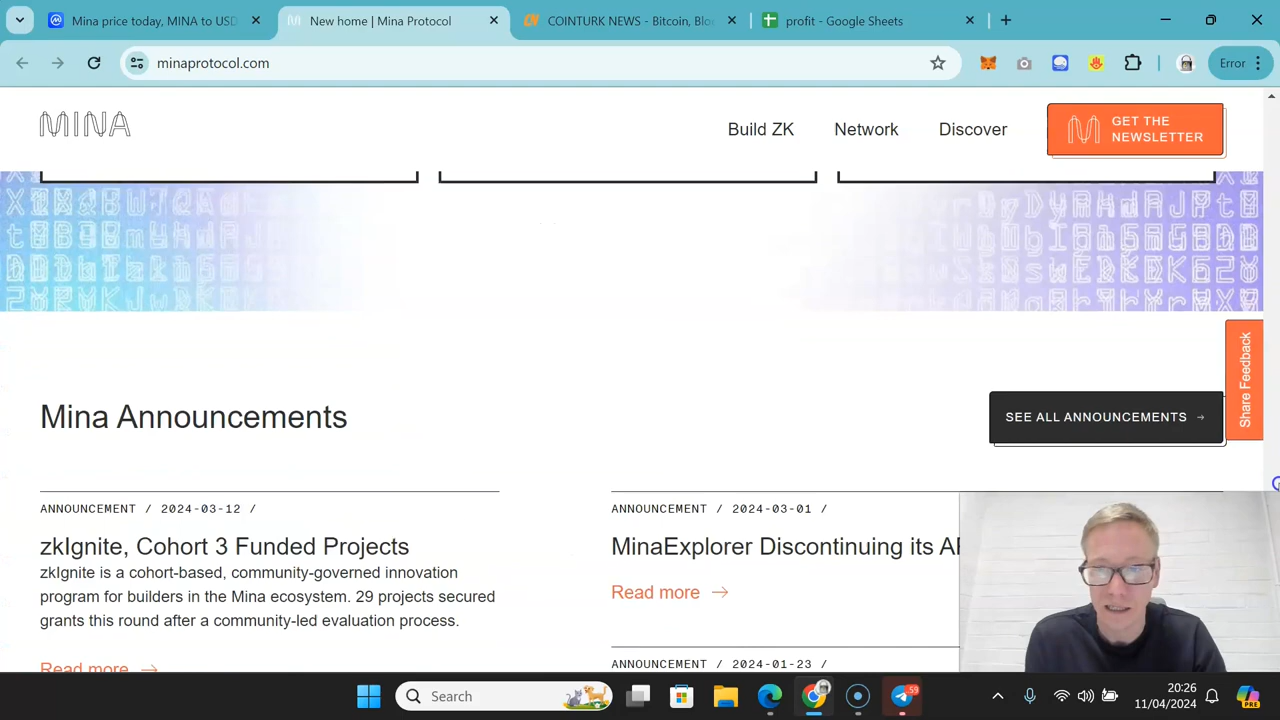 Mina price today, MINA to USD
New home | Mina Protocol
COINTURK NEWS - Bitcoin, Blo
profit - Google Sheets
minaprotocol.com
Error
MINA
Build ZK
Network
Discover
GET THE
NEWSLETTER
Share Feedback
Mina Announcements
SEE ALL ANNOUNCEMENTS →
ANNOUNCEMENT / 2024-03-12 /
zkIgnite, Cohort 3 Funded Projects
zkIgnite is a cohort-based, community-governed innovation
program for builders in the Mina ecosystem. 29 projects secured
grants this round after a community-led evaluation process.
Read more →
ANNOUNCEMENT / 2024-03-01 /
MinaExplorer Discontinuing its
Read more →
ANNOUNCEMENT / 2024-01-23 /
Search
59
20:26
11/04/2024
PRE